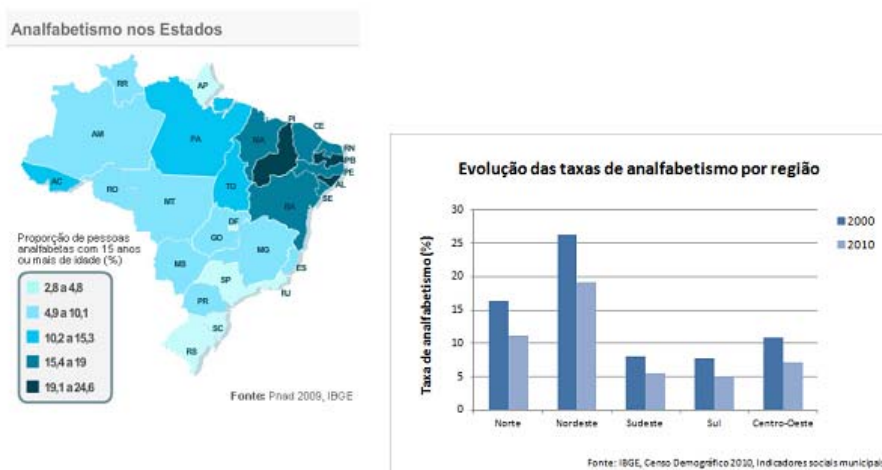 Analfabetismo nos Estados
RR
AP
AM
PA
MA
PI
CE
RN
PB
PE
AL
SE
AC
RO
TO
MT
BA
DF
GO
MG
MS
ES
SP
RJ
PR
SC
RS
Proporção de pessoas
analfabetas com 15 anos
ou mais de idade (%)
2,8 a 4,8
4,9 a 10,1
10,2 a 15,3
15,4 a 19
19,1 a 24,6
Fonte: Pnad 2009, IBGE
Evolução das taxas de analfabetismo por região
Taxa de analfabetismo (%)
30
25
20
15
10
5
0
Norte
Nordeste
Sudeste
Sul
Centro-Oeste
2000
2010
Fonte: IBGE, Censo Demográfico 2010, Indicadores sociais municipais